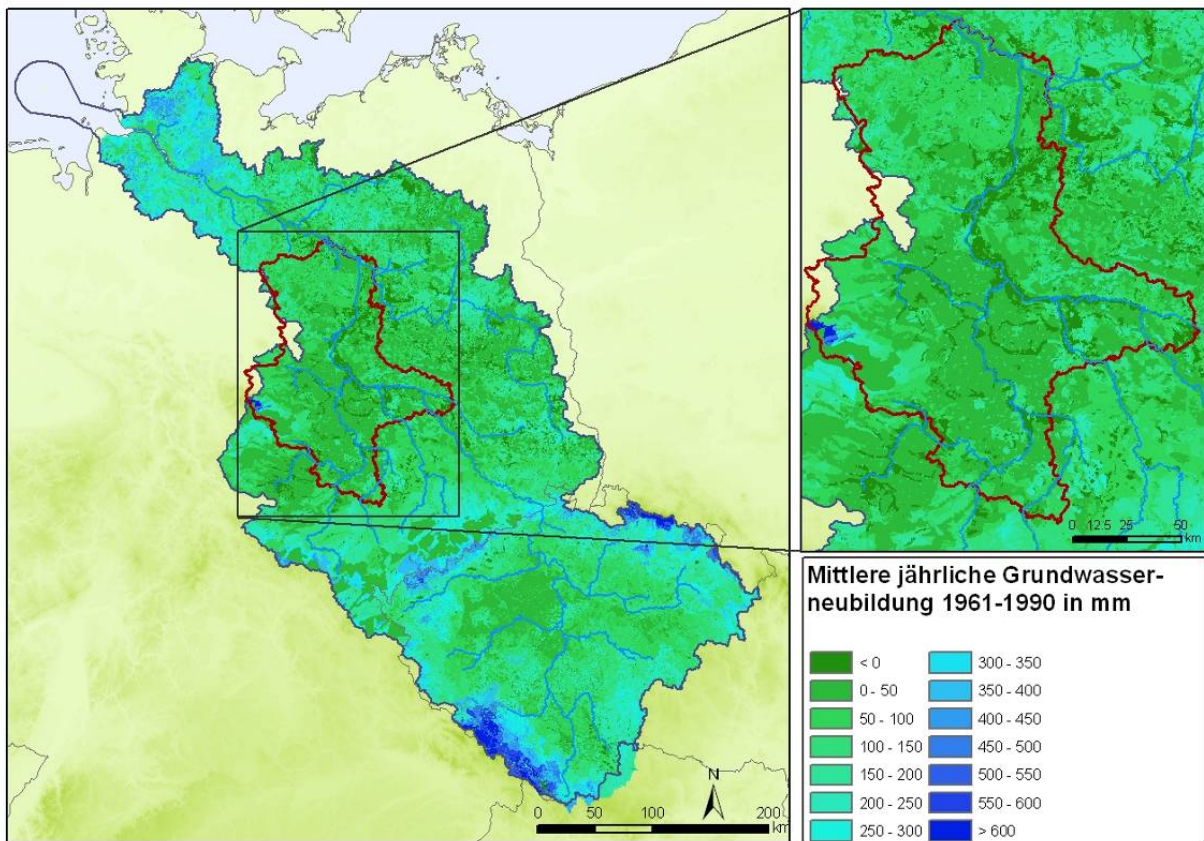 0 12.5 25 50
km
Mittlere jährliche Grundwasser-
neubildung 1961-1990 in mm
< 0
0 - 50
50 - 100
100 - 150
150 - 200
200 - 250
250 - 300
300 - 350
350 - 400
400 - 450
450 - 500
500 - 550
550 - 600
> 600
N
0 50 100 200
km